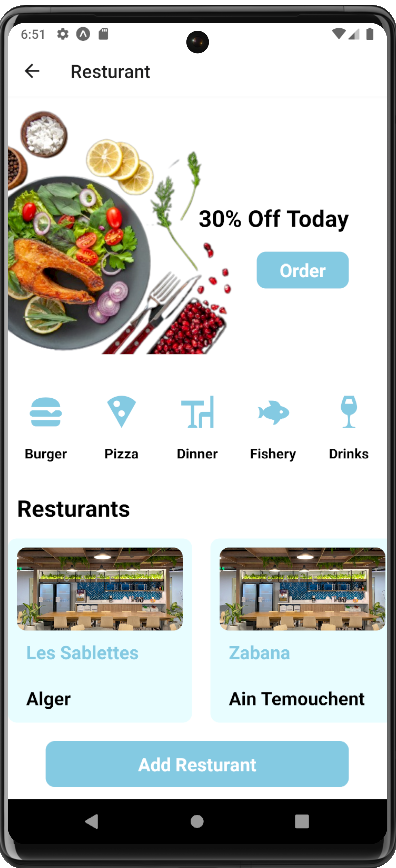 6:51
Resturant
30% Off Today
Order
Burger Pizza Dinner Fishery Drinks
Resturants
Les Sablettes Zabana
Alger Ain Temouchent
Add Resturant